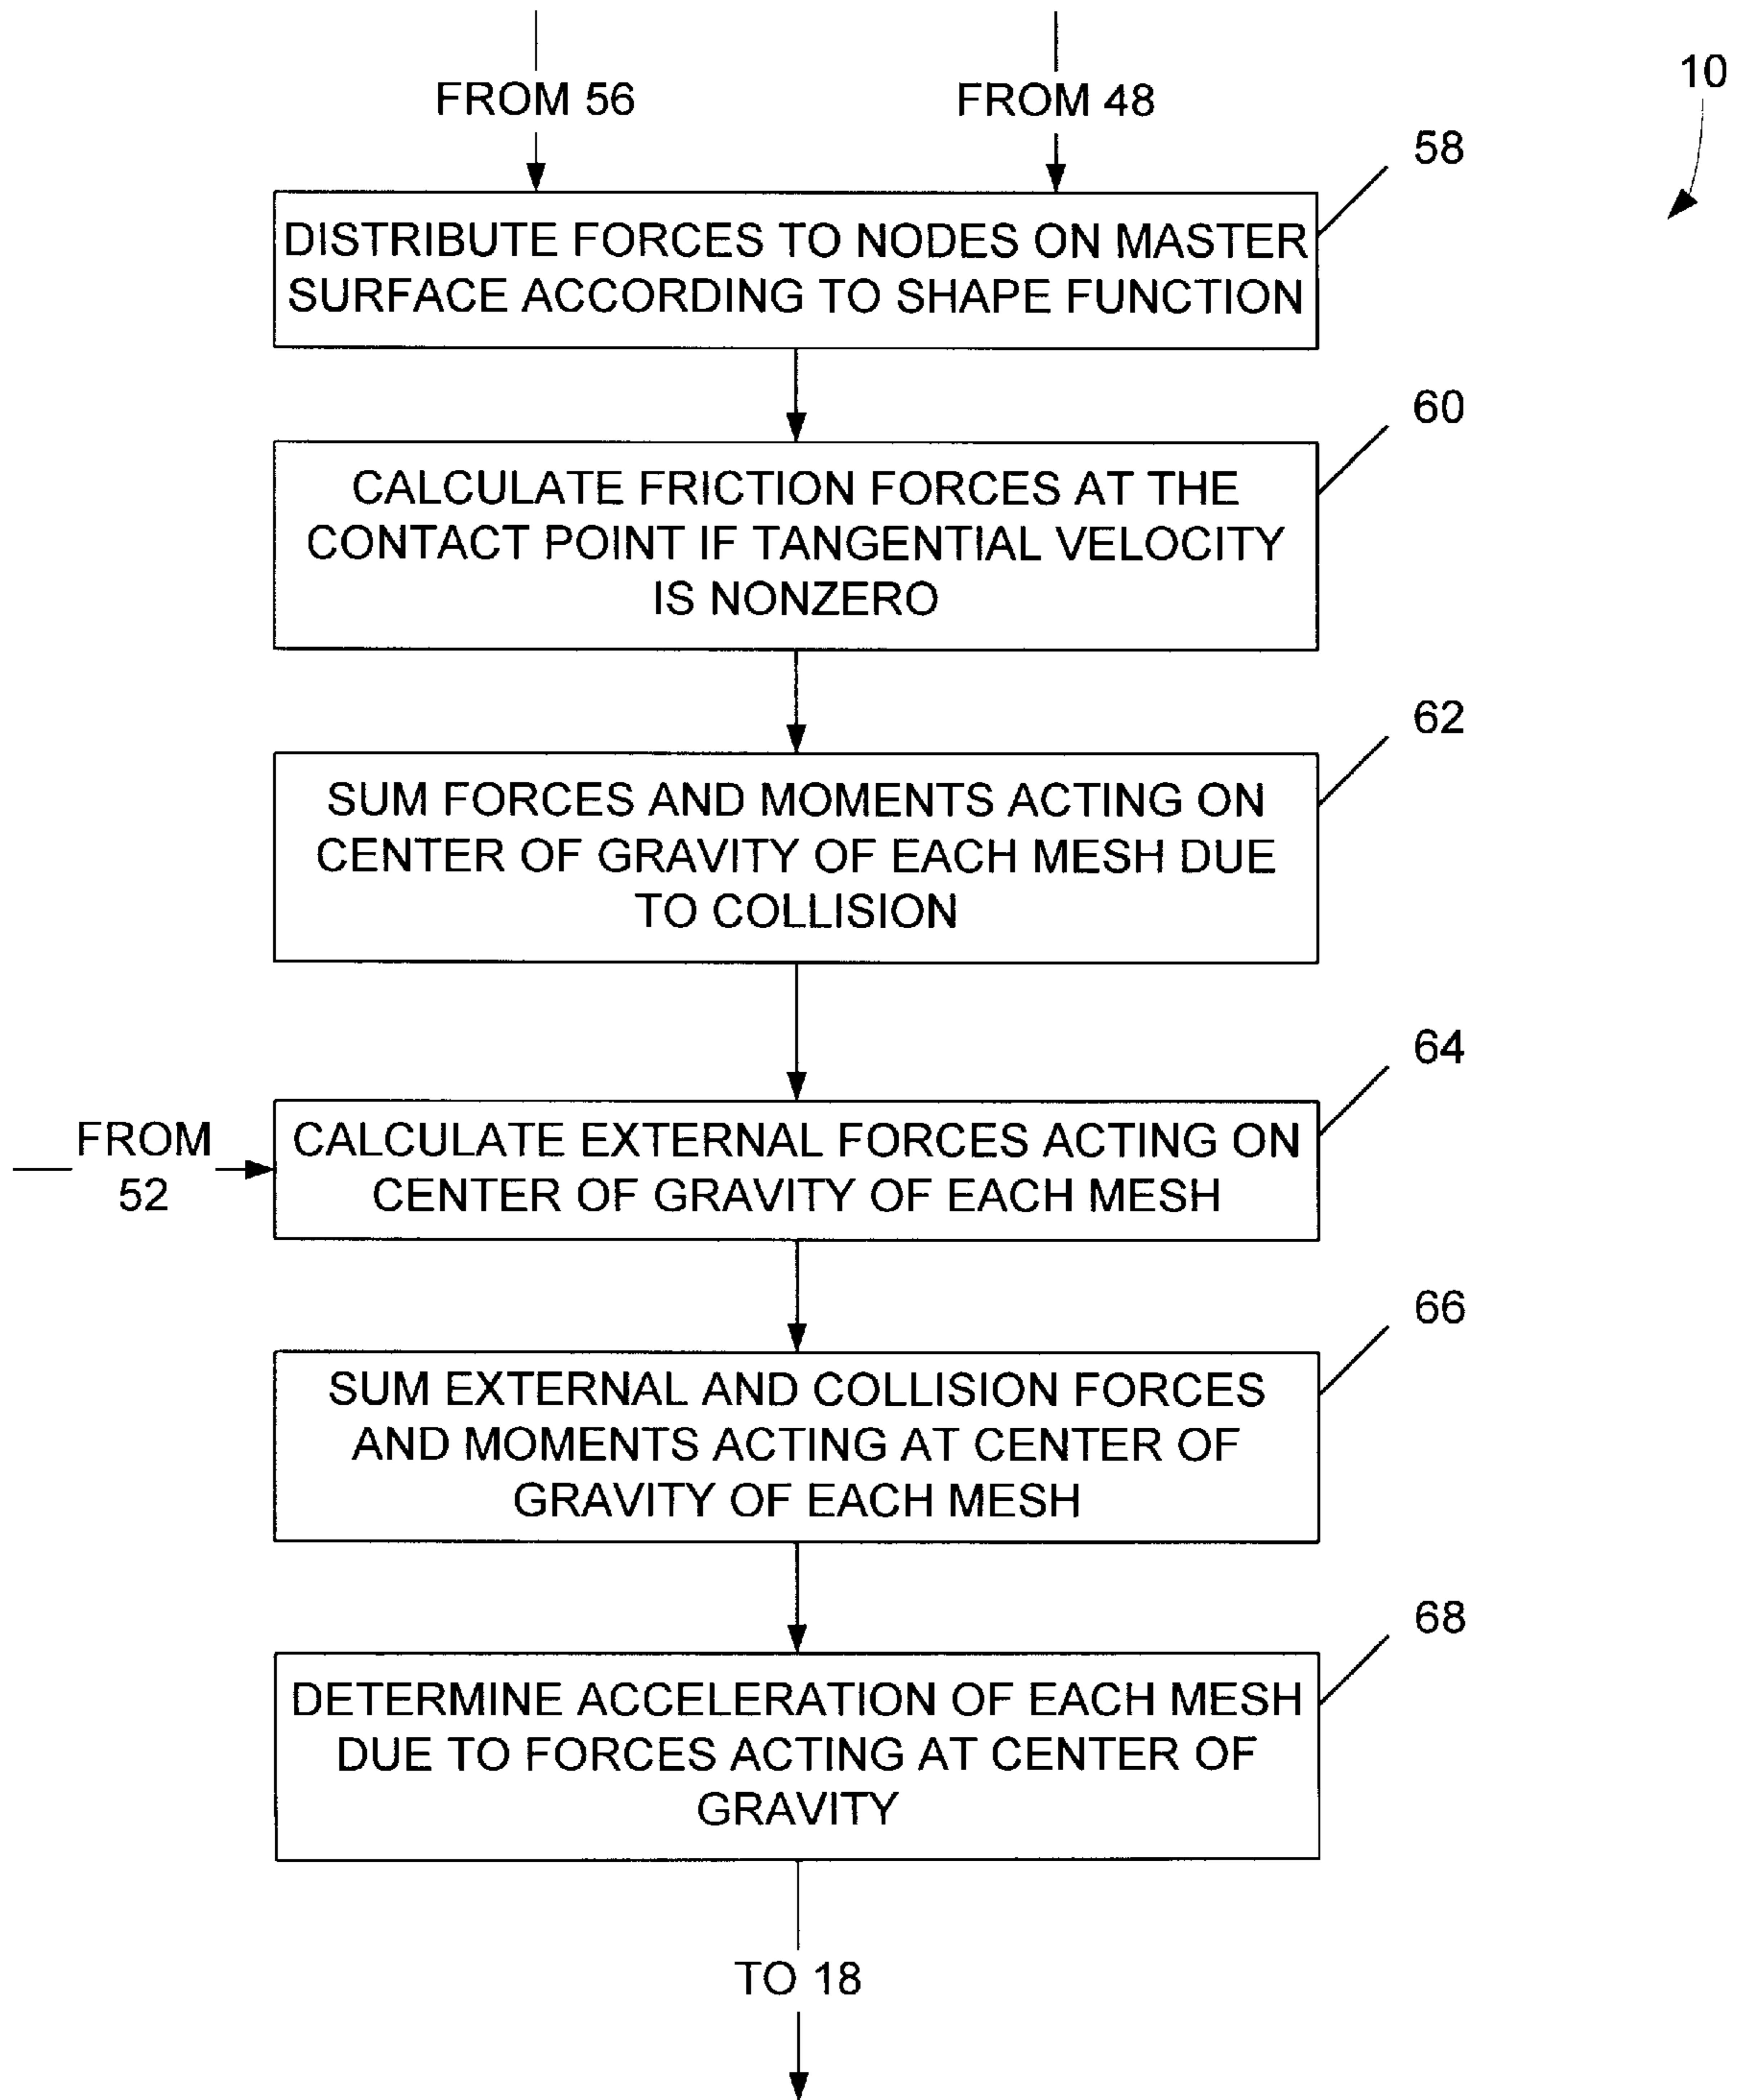 FROM 56
FROM 48
10
58
DISTRIBUTE FORCES TO NODES ON MASTER
SURFACE ACCORDING TO SHAPE FUNCTION
60
CALCULATE FRICTION FORCES AT THE
CONTACT POINT IF TANGENTIAL VELOCITY
IS NONZERO
62
SUM FORCES AND MOMENTS ACTING ON
CENTER OF GRAVITY OF EACH MESH DUE
TO COLLISION
64
FROM
52
CALCULATE EXTERNAL FORCES ACTING ON
CENTER OF GRAVITY OF EACH MESH
66
SUM EXTERNAL AND COLLISION FORCES
AND MOMENTS ACTING AT CENTER OF
GRAVITY OF EACH MESH
68
DETERMINE ACCELERATION OF EACH MESH
DUE TO FORCES ACTING AT CENTER OF
GRAVITY
TO 18